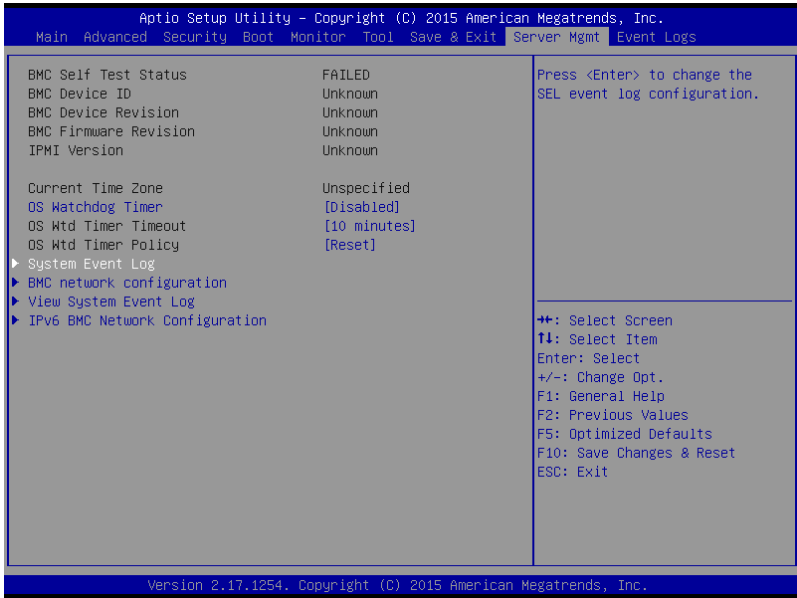 Aptio Setup Utility – Copyright (C) 2015 American Megatrends, Inc.
Main Advanced Security Boot Monitor Tool Save & Exit Server Mgmt Event Logs
BMC Self Test Status FAILED
BMC Device ID Unknown
BMC Device Revision Unknown
BMC Firmware Revision Unknown
IPMI Version Unknown
Current Time Zone Unspecified
OS Watchdog Timer [Disabled]
OS Wtd Timer Timeout [10 minutes]
OS Wtd Timer Policy [Reset]
System Event Log
BMC network configuration
View System Event Log
IPv6 BMC Network Configuration
Press <Enter> to change the
SEL event log configuration.
→←: Select Screen
↑↓: Select Item
Enter: Select
+/-: Change Opt.
F1: General Help
F2: Previous Values
F5: Optimized Defaults
F10: Save Changes & Reset
ESC: Exit
Version 2.17.1254. Copyright (C) 2015 American Megatrends, Inc.